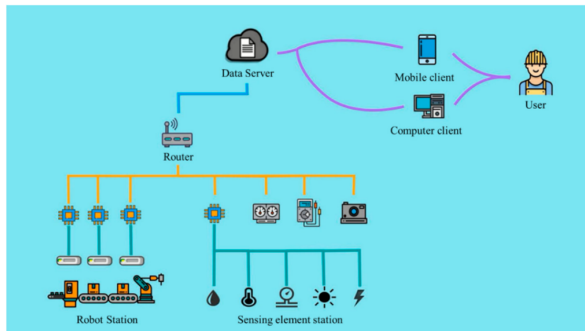 Data Server
Mobile client
User
Computer client
Router
Robot Station
Sensing element station